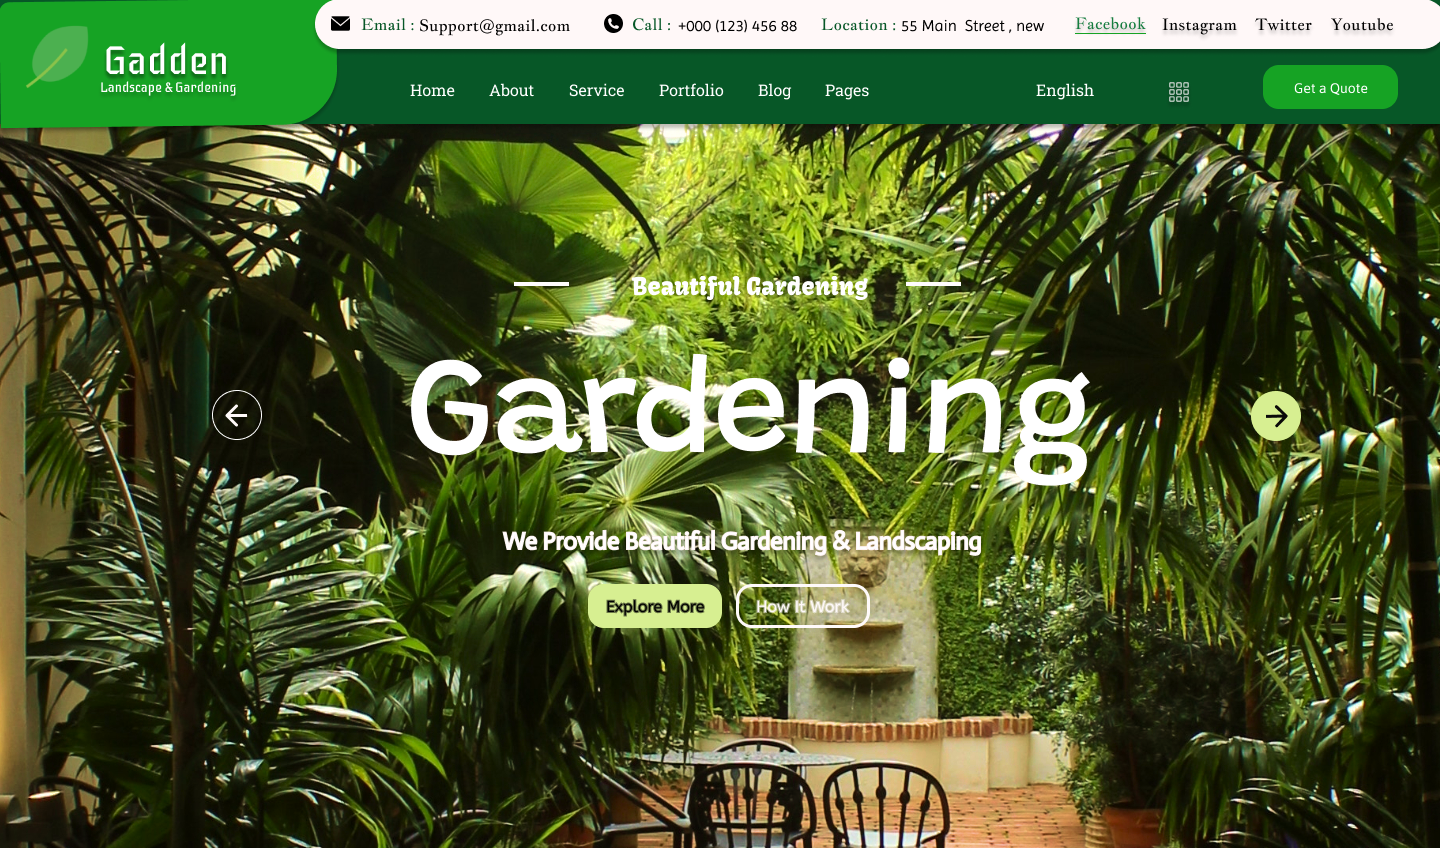 Email : Support@gmail.com Call : +000 (123) 456 88 Location : 55 Main Street , new Facebook Instagram Twitter Youtube
Gadden
Landscape & Gardening
Home About Service Portfolio Blog Pages English Get a Quote
Beautiful Gardening
Gardening
We Provide Beautiful Gardening & Landscaping
Explore More How It Work